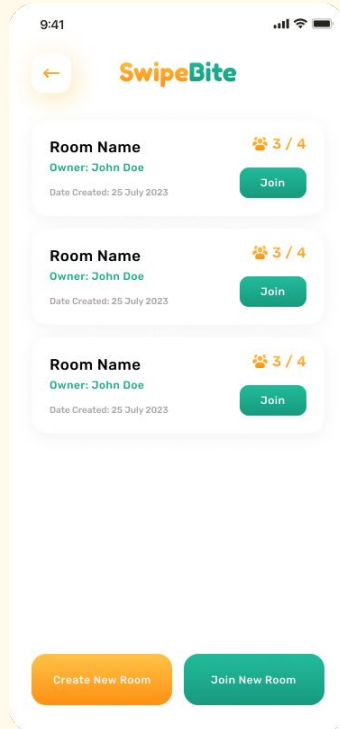 9:41
SwipeBite
Room Name
3 / 4
Owner: John Doe
Join
Date Created: 25 July 2023
Room Name
3 / 4
Owner: John Doe
Join
Date Created: 25 July 2023
Room Name
3 / 4
Owner: John Doe
Join
Date Created: 25 July 2023
Create New Room
Join New Room